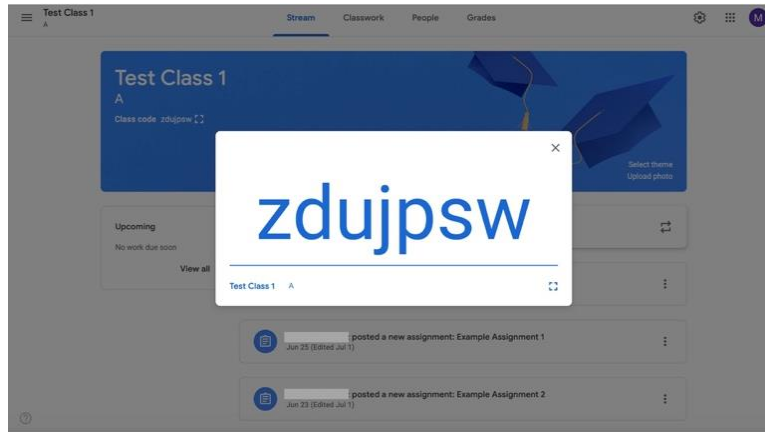 Test Class 1
A
Stream Classwork People Grades
M
Test Class 1
A
Class code zdujpsw
Select theme
Upload photo
zdujpsw
Test Class 1 A
Upcoming
No work due soon
View all
posted a new assignment: Example Assignment 1
Jun 25 (Edited Jul 1)
posted a new assignment: Example Assignment 2
Jun 23 (Edited Jul 1)